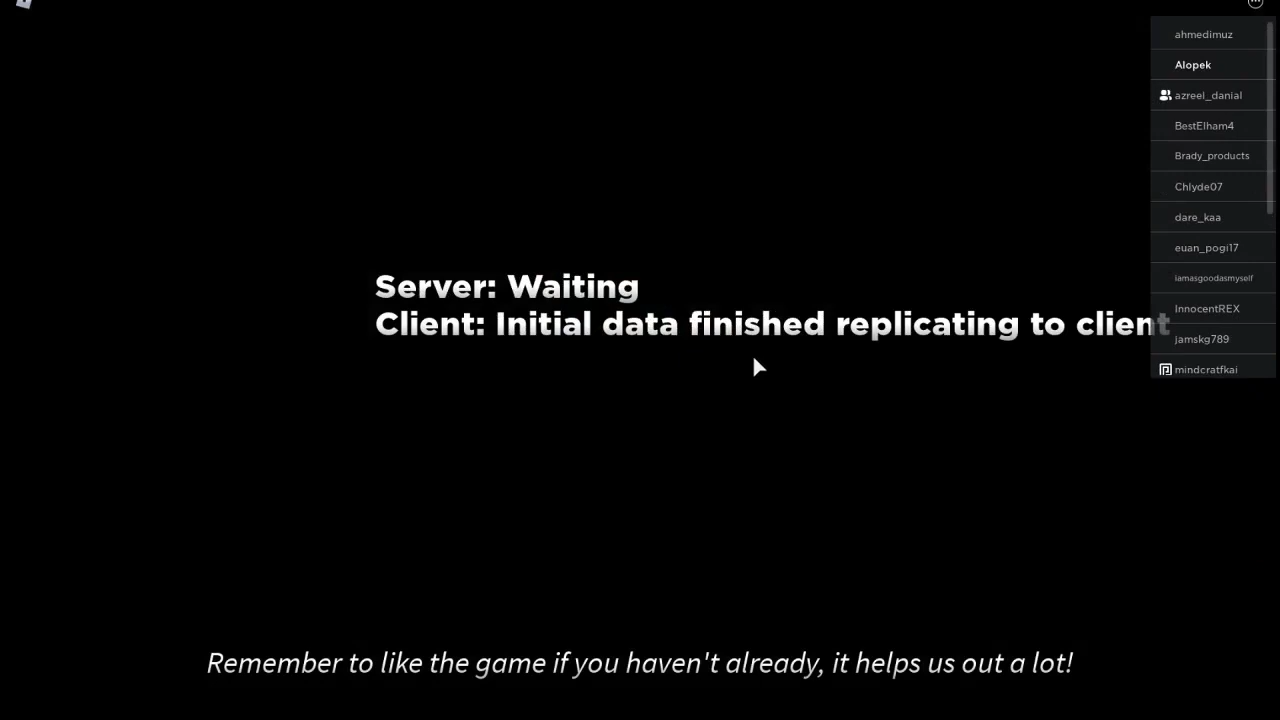 ahmedimuz
Alopek
azreel_danial
BestElham4
Brady_products
Chlyde07
dare_kaa
euan_pogi17
iamasgoodasmyself
InnocentREX
jamskg789
mindcratfkai
Server: Waiting
Client: Initial data finished replicating to client
Remember to like the game if you haven't already, it helps us out a lot!